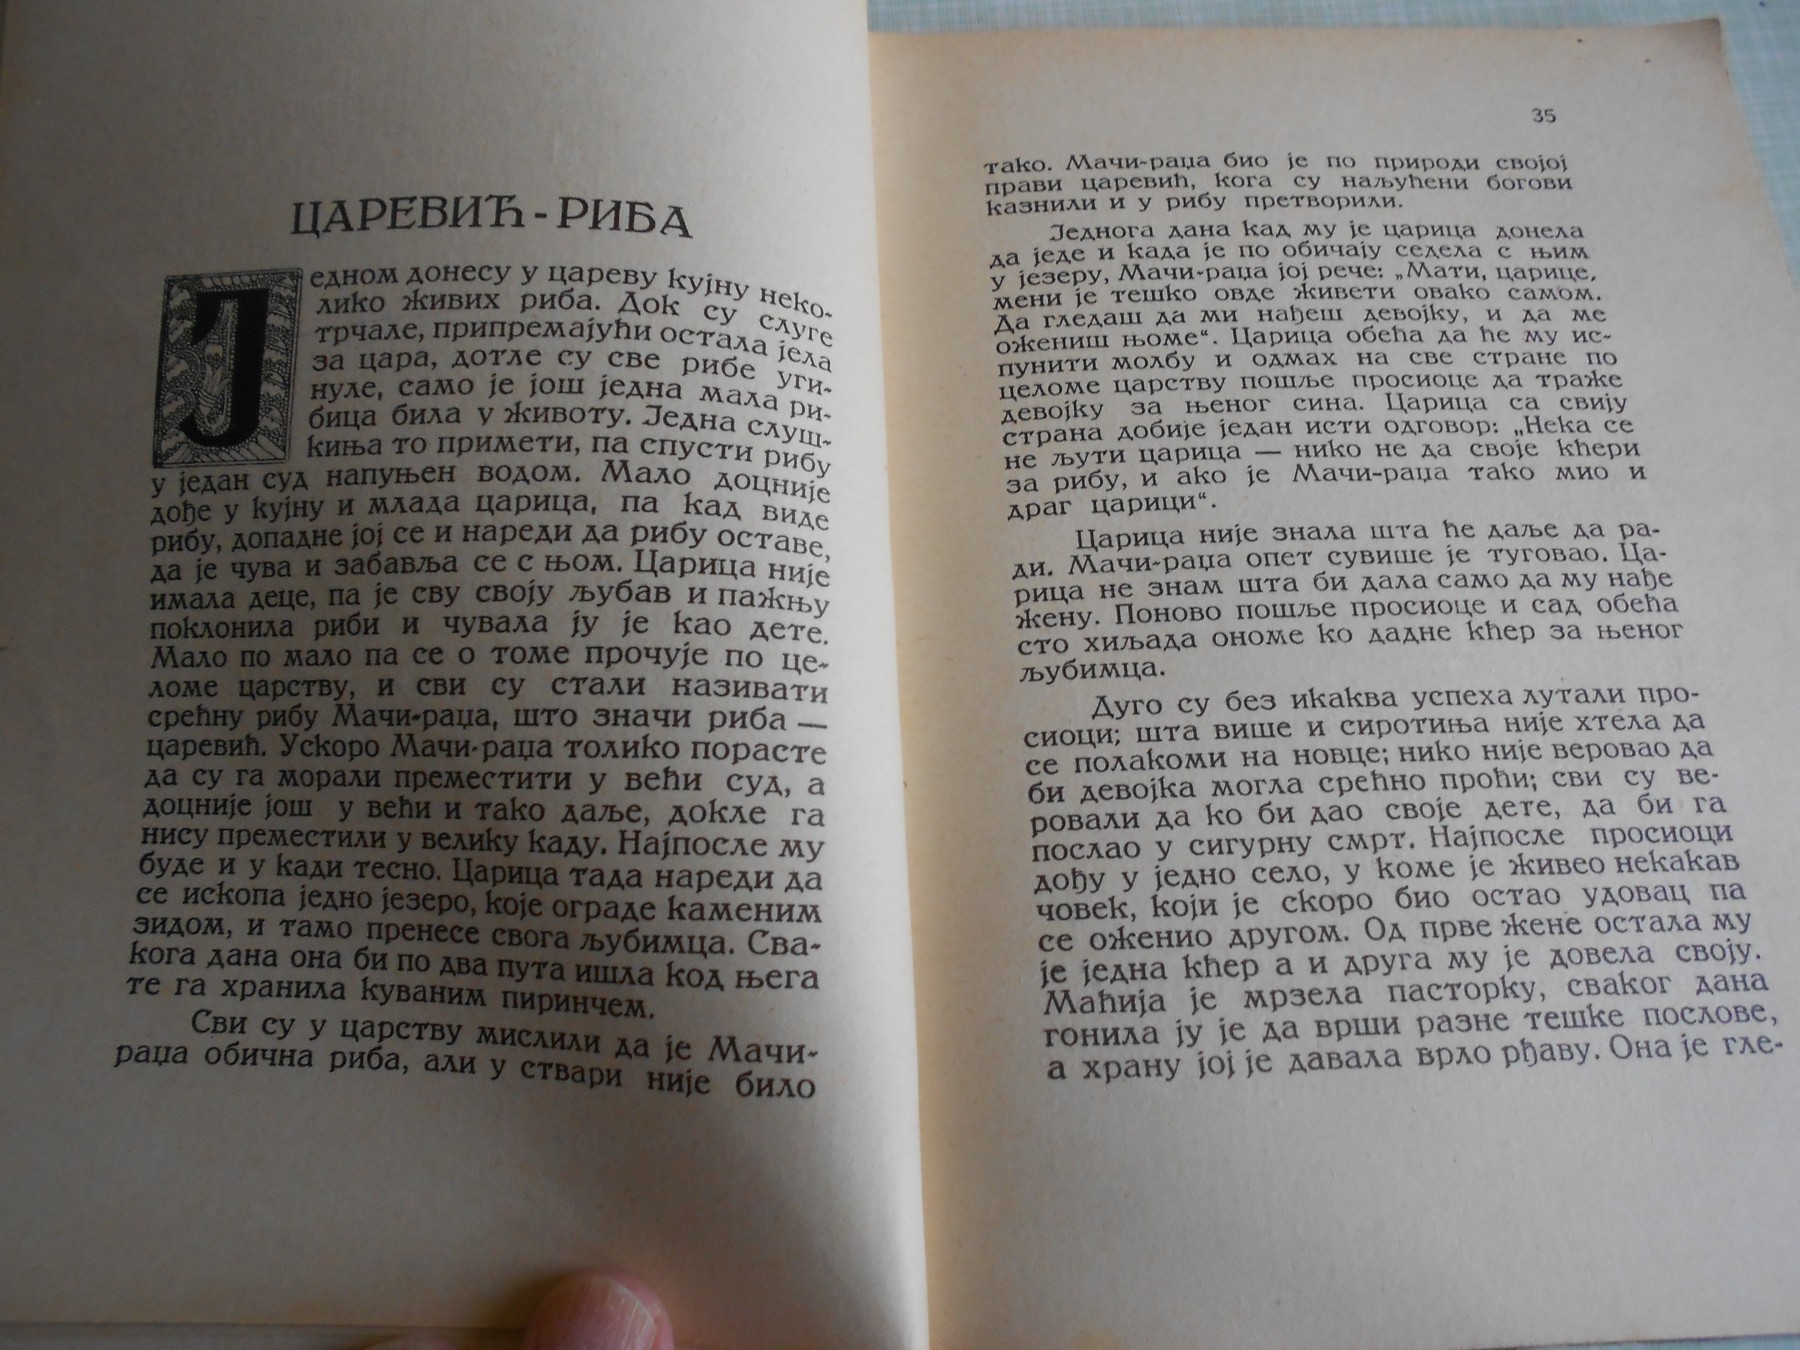 ЦАРЕВИЋ-РИБА
Једном донесу у цареву кујну неко-
лико живих риба. Док су слуге
трчале, припремајући остала јела
за цара, дотле су све рибе уги-
нуле, само је још једна мала ри-
бица била у животу. Једна слуш-
киња то примети, па спусти рибу
у један суд напуњен водом. Мало доцније
дође у кујну и млада царица, па кад виде
рибу, допадне јој се и нареди да рибу оставе,
да је чува и забавља се с њом. Царица није
имала деце, па је сву своју љубав и пажњу
поклонила риби и чувала ју је као дете.
Мало по мало па се о томе прочује по це-
ломе царству, и сви су стали називати
срећну рибу Мачи-раџа, што значи риба —
царевић. Ускоро Мачи-раџа толико порасте
да су га морали преместити у већи суд, а
доцније још у већи и тако даље, докле га
нису преместили у велику каду. Најпосле му
буде и у кади тесно. Царица тада нареди да
се ископа једно језеро, које ограде каменим
зидом, и тамо пренесе свога љубимца. Сва-
кога дана она би по два пута ишла код њега
те га хранила куваним пиринчем.
Сви су у царству мислили да је Мачи-
раџа обична риба, али у ствари није било
35
тако. Мачи-раџа био је по природи својој
прави царевић, кога су наљућени богови
казнили и у рибу претворили.
Једнога дана кад му је царица донела
да једе и када је по обичају седела с њим
у језеру, Мачи-раџа јој рече: „Мати, царице,
мени је тешко овде живети овако самом.
Да гледаш да ми нађеш девојку, и да ме
ожениш њоме“. Царица обећа да ће му ис-
пунити молбу и одмах на све стране по
целоме царству пошље просиоце да траже
девојку за њеног сина. Царица са свију
страна добије један исти одговор: „Нека се
не љути царица — нико не да своје кћери
за рибу, и ако је Мачи-раџа тако мио и
драг царици“.
Царица није знала шта ће даље да ра-
ди. Мачи-раџа опет сувише је туговао. Ца-
рица не знам шта би дала само да му нађе
жену. Поново пошље просиоце и сад обећа
сто хиљада ономе ко дадне кћер за њеног
љубимца.
Дуго су без икаква успеха лутали про-
сиоци; шта више и сиротиња није хтела да
се полакоми на новце; нико није веровао да
би девојка могла срећно проћи; сви су ве-
ровали да ко би дао своје дете, да би га
послао у сигурну смрт. Најпосле просиоци
дођу у једно село, у коме је живео некакав
човек, који је скоро био остао удовац па
се оженио другом. Од прве жене остала му
је једна кћер а и друга му је довела своју.
Маћија је мрзела пасторку, сваког дана
гонила ју је да врши разне тешке послове,
а храну јој је давала врло рђаву. Она је гле-